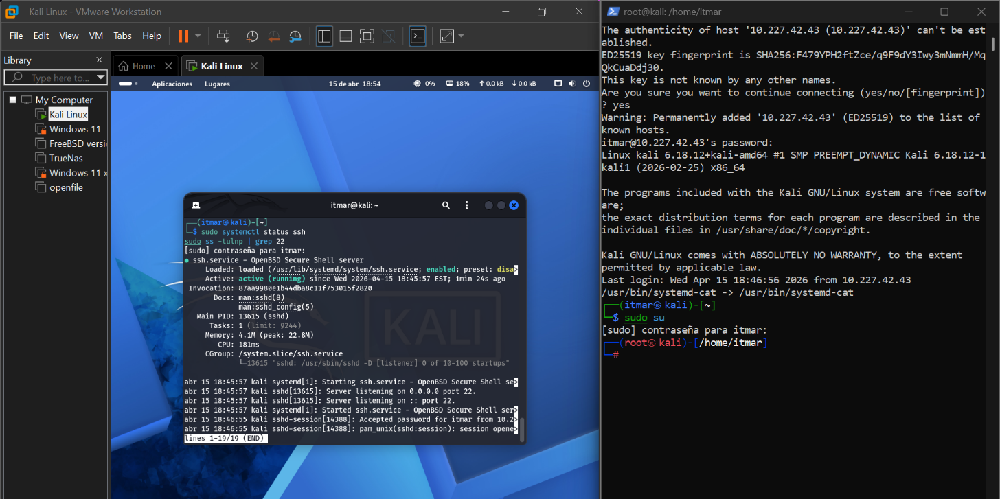 Kali Linux - VMware Workstation
File Edit View VM Tabs Help
Library
Type here to...
My Computer
Kali Linux
Windows 11
FreeBSD versio
TrueNas
Windows 11 x
openfile
Home
Kali Linux
Aplicaciones Lugares 15 de abr 18:54 0% 18% 0.0 kB 0.0 kB
itmar@kali: ~
KALI
┌──(itmar㉿kali)-[~]
└─$ sudo systemctl status ssh
sudo ss -tulnp | grep 22
[sudo] contraseña para itmar:
● ssh.service - OpenBSD Secure Shell server
Loaded: loaded (/usr/lib/systemd/system/ssh.service; enabled; preset: disa>
Active: active (running) since Wed 2026-04-15 18:45:57 EST; 1min 24s ago
Invocation: 87aa9980e1b44dba8c11f753015f2820
Docs: man:sshd(8)
man:sshd_config(5)
Main PID: 13615 (sshd)
Tasks: 1 (limit: 9244)
Memory: 4.1M (peak: 22.8M)
CPU: 181ms
CGroup: /system.slice/ssh.service
└─13615 "sshd: /usr/sbin/sshd -D [listener] 0 of 10-100 startups"
abr 15 18:45:57 kali systemd[1]: Starting ssh.service - OpenBSD Secure Shell se>
abr 15 18:45:57 kali sshd[13615]: Server listening on 0.0.0.0 port 22.
abr 15 18:45:57 kali sshd[13615]: Server listening on :: port 22.
abr 15 18:45:57 kali systemd[1]: Started ssh.service - OpenBSD Secure Shell ser>
abr 15 18:46:55 kali sshd-session[14388]: Accepted password for itmar from 10.2>
abr 15 18:46:55 kali sshd-session[14388]: pam_unix(sshd:session): session opene>
lines 1-19/19 (END)
root@kali: /home/itmar
The authenticity of host '10.227.42.43 (10.227.42.43)' can't be est
ablished.
ED25519 key fingerprint is SHA256:F479YPH2ftZce/q9F9dY3Iwy3mNmmH/Mq
QkCuaDdj30.
This key is not known by any other names.
Are you sure you want to continue connecting (yes/no/[fingerprint])
? yes
Warning: Permanently added '10.227.42.43' (ED25519) to the list of
known hosts.
itmar@10.227.42.43's password:
Linux kali 6.18.12+kali-amd64 #1 SMP PREEMPT_DYNAMIC Kali 6.18.12-1
kali1 (2026-02-25) x86_64
The programs included with the Kali GNU/Linux system are free softw
are;
the exact distribution terms for each program are described in the
individual files in /usr/share/doc/*/copyright.
Kali GNU/Linux comes with ABSOLUTELY NO WARRANTY, to the extent
permitted by applicable law.
Last login: Wed Apr 15 18:46:56 2026 from 10.227.42.43
/usr/bin/systemd-cat -> /usr/bin/systemd-cat
┌──(itmar㉿kali)-[~]
└─$ sudo su
[sudo] contraseña para itmar:
┌──(root㉿kali)-[/home/itmar]
└─#